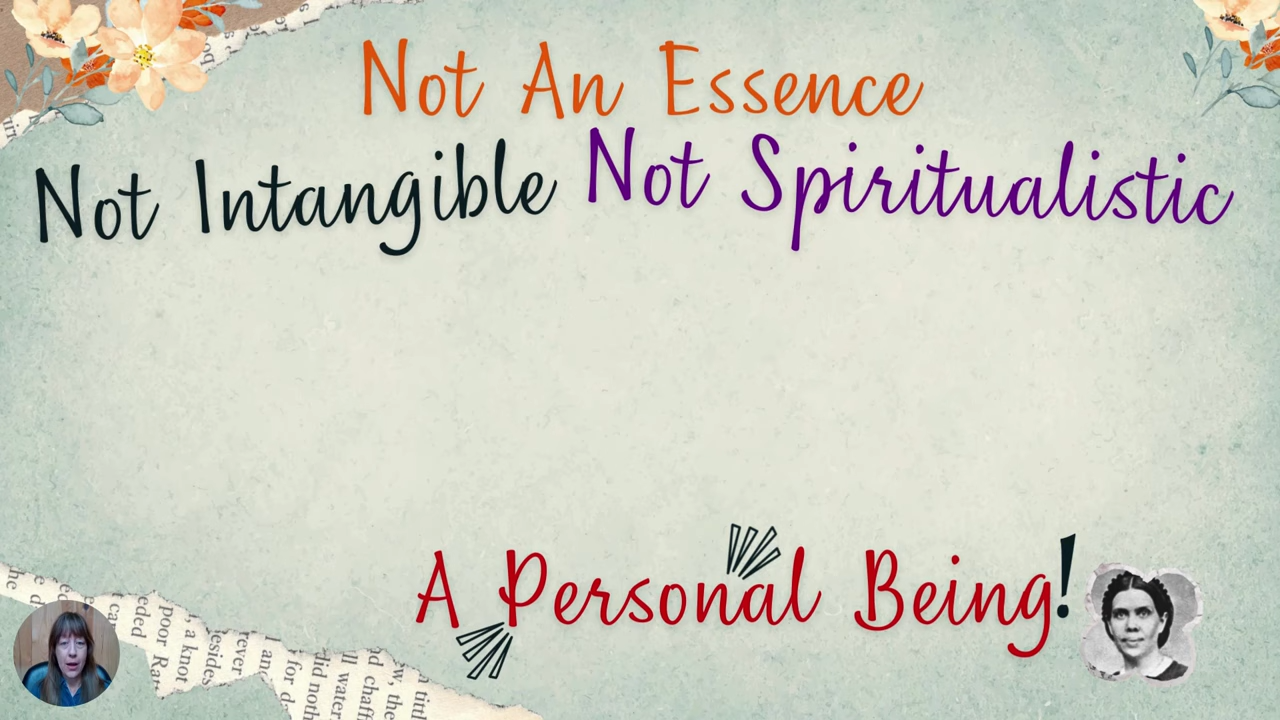 Not An Essence
Not Intangible Not Spiritualistic
A Personal Being!